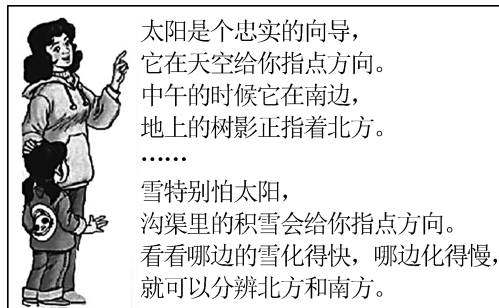 太阳是个忠实的向导，
它在天空给你指点方向。
中午的时候它在南边，
地上的树影正指着北方。
……
雪特别怕太阳，
沟渠里的积雪会给你指点方向。
看看哪边的雪化得快，哪边化得慢，
就可以分辨北方和南方。